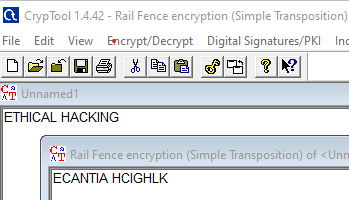 CrypTool 1.4.42 - Rail Fence encryption (Simple Transposition)
File Edit View Encrypt/Decrypt Digital Signatures/PKI In
Unnamed1
ETHICAL HACKING
Rail Fence encryption (Simple Transposition) of <Unn
ECANTIA HCIGHLK